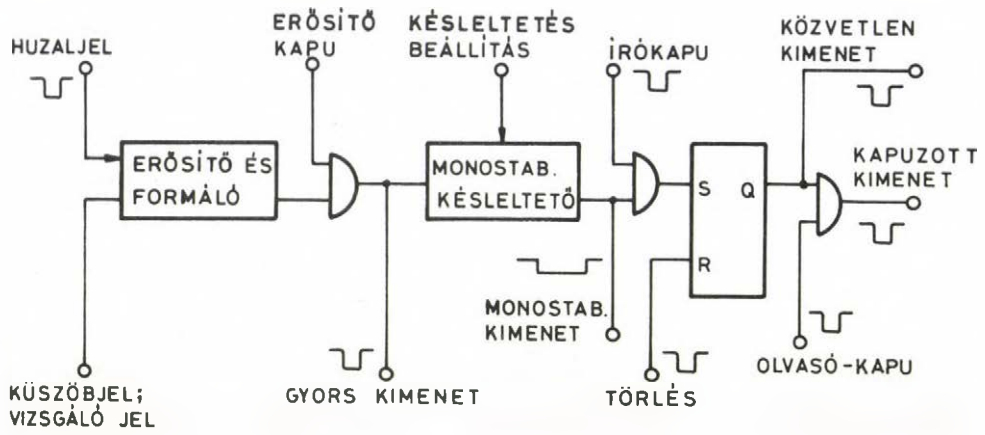 HUZALJEL
ERŐSÍTŐ
KAPU
KÉSLELTETÉS
BEÁLLÍTÁS
ÍRÓKAPU
KÖZVETLEN
KIMENET
ERŐSÍTŐ ÉS
FORMÁLÓ
MONOSTAB.
KÉSLELTETŐ
S
Q
R
KAPUZOTT
KIMENET
MONOSTAB.
KIMENET
KÜSZÖBJEL;
VIZSGÁLÓ JEL
GYORS KIMENET
TÖRLÉS
OLVASÓ-KAPU